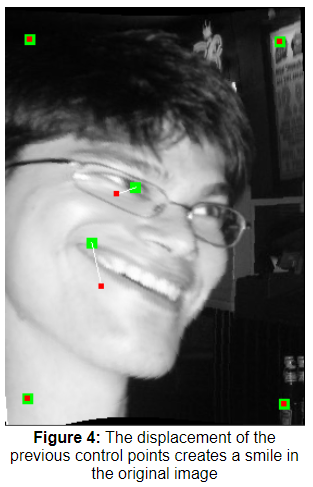 Figure 4: The displacement of the
previous control points creates a smile in
the original image